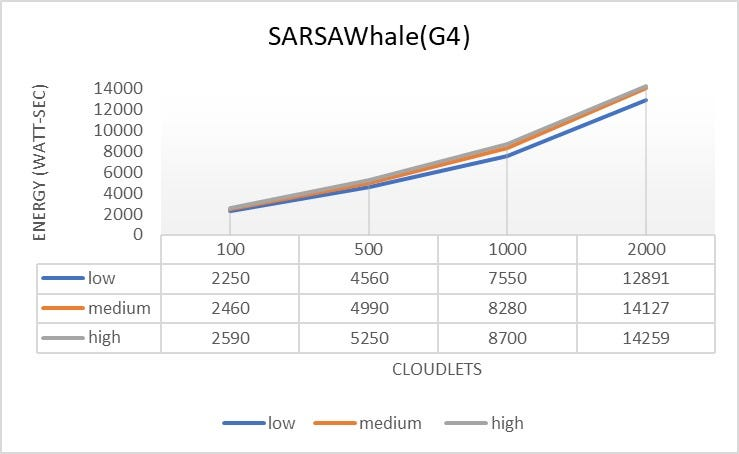 SARSAWhale(G4)
ENERGY (WATT-SEC)
14000
12000
10000
8000
6000
4000
2000
0
100 500 1000 2000
low 2250 4560 7550 12891
medium 2460 4990 8280 14127
high 2590 5250 8700 14259
CLOUDLETS
low medium high